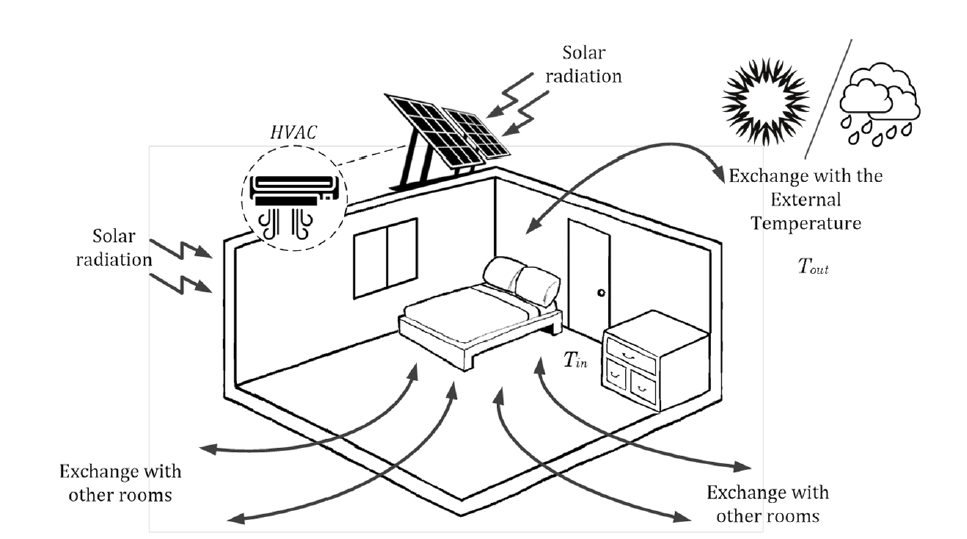 Solar
radiation
HVAC
Exchange with the
External
Temperature
Solar
radiation
T_out
T_in
Exchange with
other rooms
Exchange with
other rooms